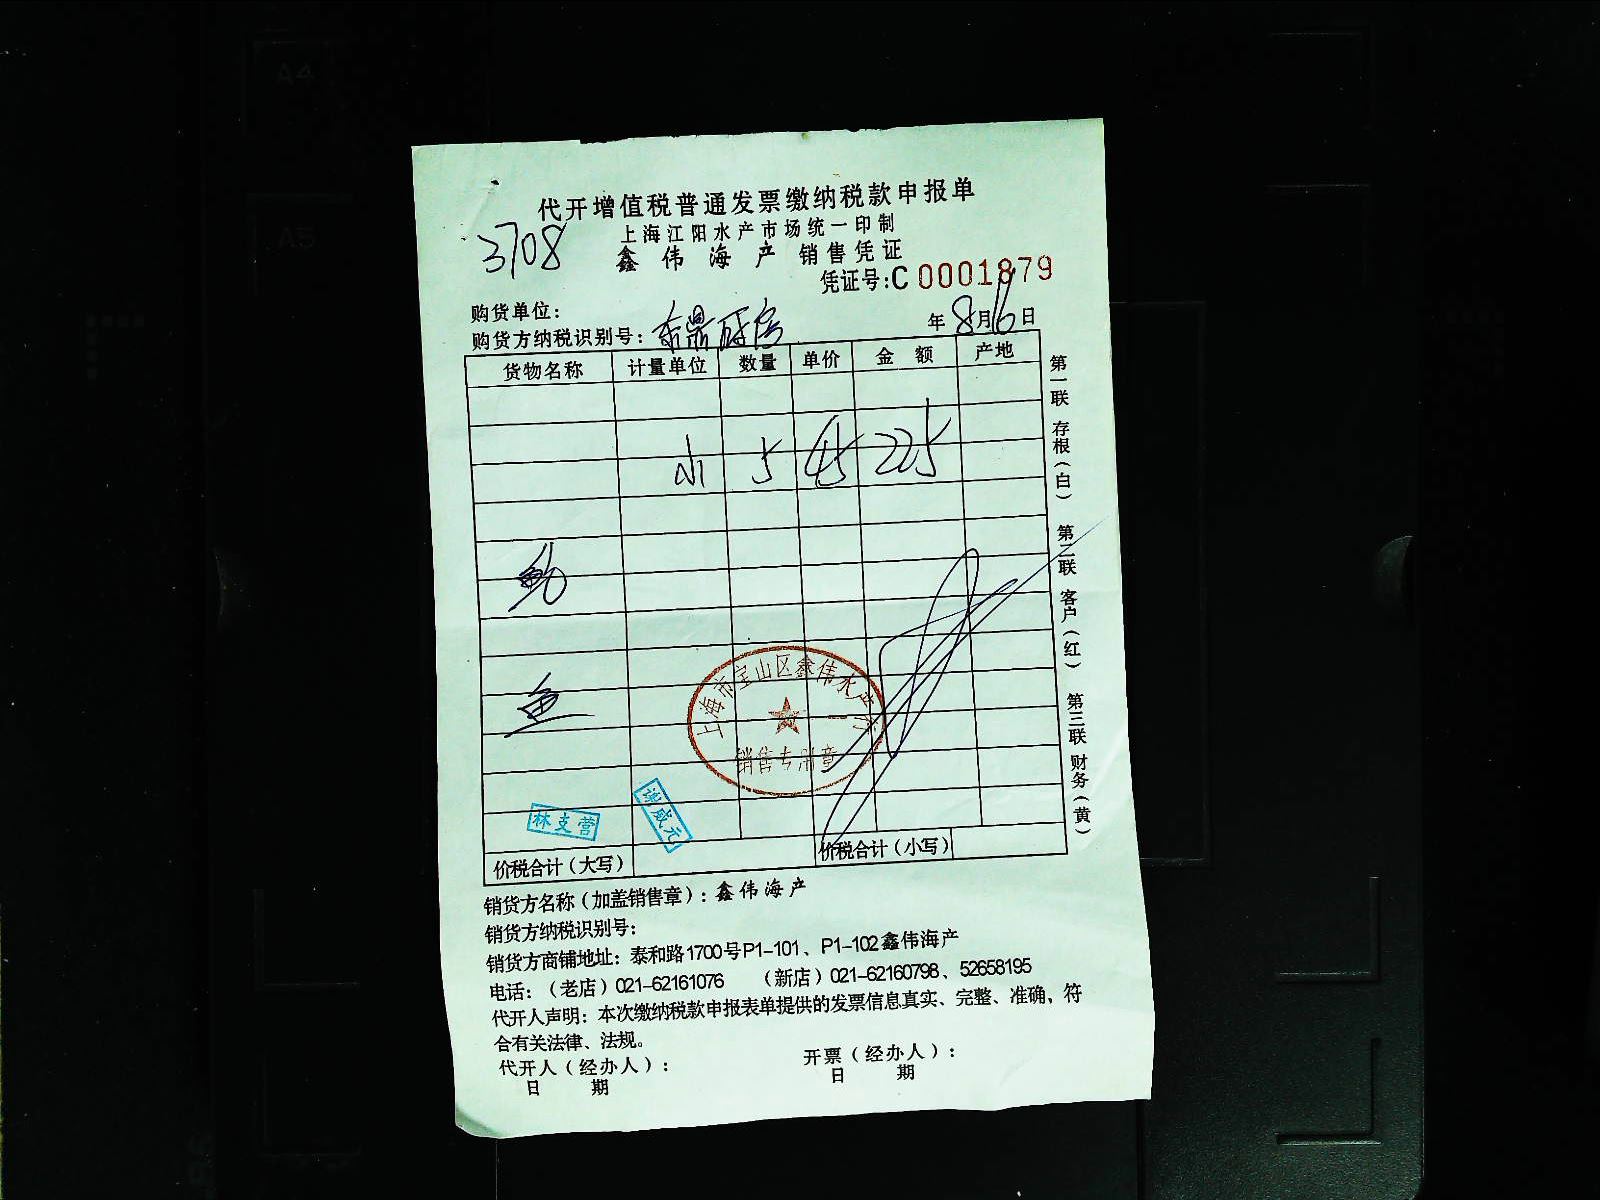 代开增值税普通发票缴纳税款申报单
上海江阳水产市场统一印制
3708
鑫伟海产 销售凭证
凭证号:C 0001879
购货单位:
购货方纳税识别号:东鼎
年8月16日
货物名称 计量单位 数量 单价 金额 产地
小 5 45 225
鱼
上海市宝山区鑫伟水产行
销售专用章
林支营
谢威元
价税合计(大写) 价税合计(小写)
第一联 存根(白) 第二联 客户(红) 第三联 财务(黄)
销货方名称(加盖销售章):鑫伟海产
销货方纳税识别号:
销货方商铺地址:泰和路1700号P1-101、P1-102鑫伟海产
电话:(老店)021-62161076 (新店)021-62160798、52658195
代开人声明:本次缴纳税款申报表单提供的发票信息真实、完整、准确,符
合有关法律、法规。
代开人(经办人): 开票(经办人):
日 期 日 期
A4
A5